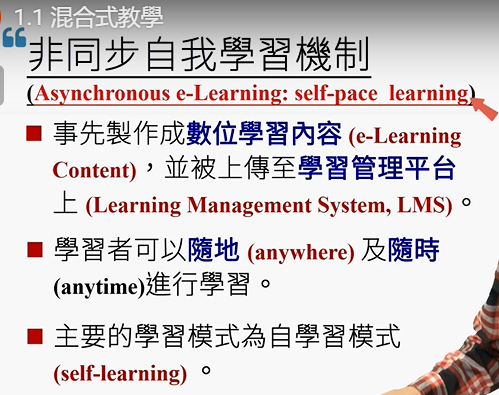 1.1 混合式教學
非同步自我學習機制
(Asynchronous e-Learning: self-pace learning)
■ 事先製作成數位學習內容 (e-Learning
Content)，並被上傳至學習管理平台
上 (Learning Management System, LMS)。
■ 學習者可以隨地 (anywhere) 及隨時
(anytime)進行學習。
■ 主要的學習模式為自學習模式
(self-learning) 。